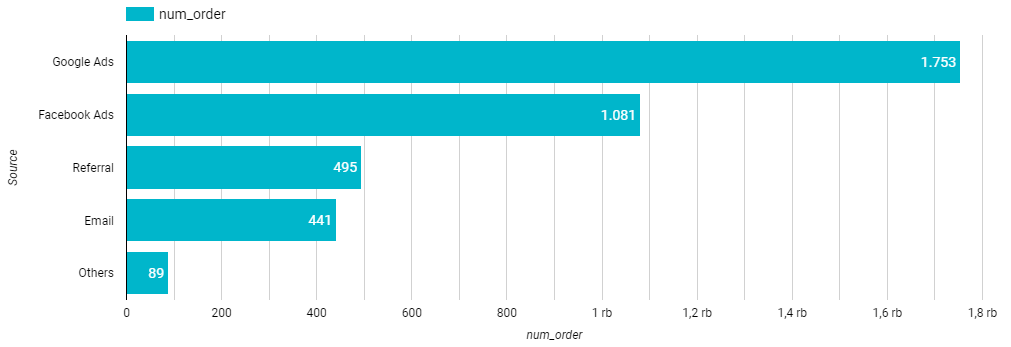 num_order
Google Ads
1.753
Facebook Ads
1.081
Referral
495
Email
441
Others
89
Source
0 200 400 600 800 1 rb 1,2 rb 1,4 rb 1,6 rb 1,8 rb
num_order